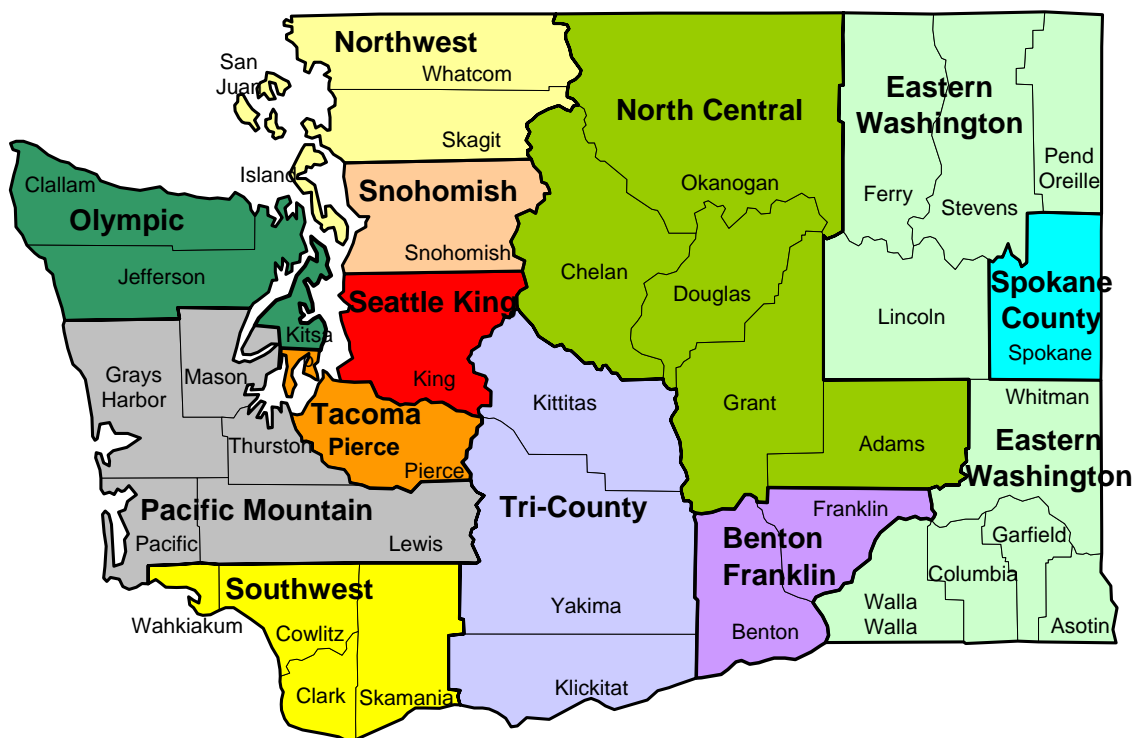 Northwest
Whatcom
San
Juan
Skagit
Island
Snohomish
Snohomish
Clallam
Olympic
Jefferson
Kitsa
p
Seattle King
King
North Central
Okanogan
Chelan
Douglas
Grant
Adams
Eastern
Washington
Ferry
Stevens
Pend
Oreille
Lincoln
Spokane
County
Spokane
Whitman
Eastern
Washington
Grays
Harbor
Mason
Thurston
Tacoma
Pierce
Pierce
Kittitas
Tri-County
Yakima
Klickitat
Pacific Mountain
Pacific
Lewis
Southwest
Wahkiakum
Cowlitz
Clark
Skamania
Franklin
Benton
Franklin
Benton
Walla
Walla
Columbia
Garfield
Asotin